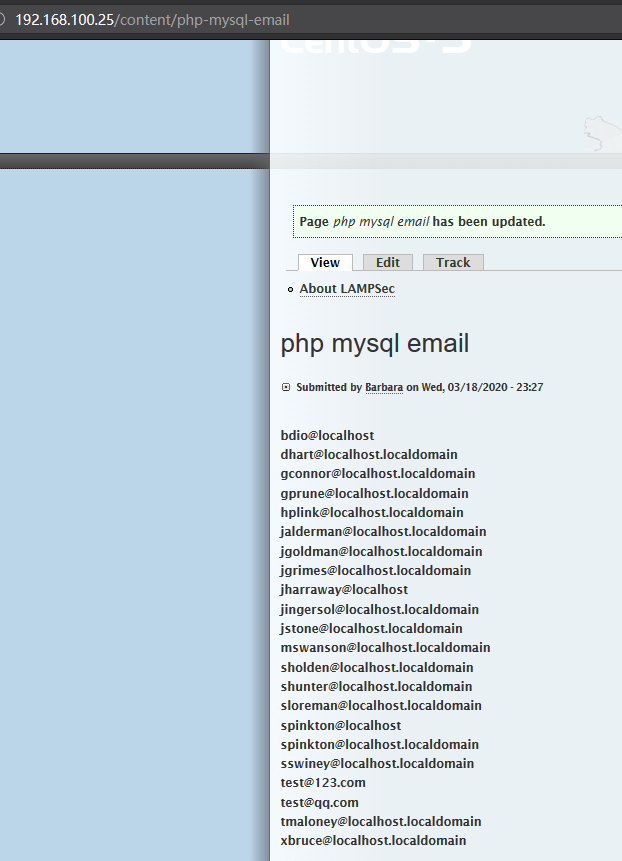 192.168.100.25/content/php-mysql-email
CentOS-5
Page php mysql email has been updated.
View Edit Track
About LAMPSec
php mysql email
Submitted by Barbara on Wed, 03/18/2020 - 23:27
bdio@localhost
dhart@localhost.localdomain
gconnor@localhost.localdomain
gprune@localhost.localdomain
hplink@localhost.localdomain
jalderman@localhost.localdomain
jgoldman@localhost.localdomain
jgrimes@localhost.localdomain
jharraway@localhost
jingersol@localhost.localdomain
jstone@localhost.localdomain
mswanson@localhost.localdomain
sholden@localhost.localdomain
shunter@localhost.localdomain
sloreman@localhost.localdomain
spinkton@localhost
spinkton@localhost.localdomain
sswiney@localhost.localdomain
test@123.com
test@qq.com
tmaloney@localhost.localdomain
xbruce@localhost.localdomain